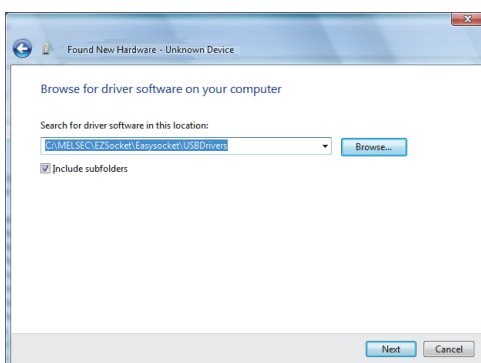 Found New Hardware - Unknown Device
Browse for driver software on your computer
Search for driver software in this location:
C:\MELSEC\EZSocket\Easysocket\USBDrivers
Browse...
Include subfolders
Next
Cancel